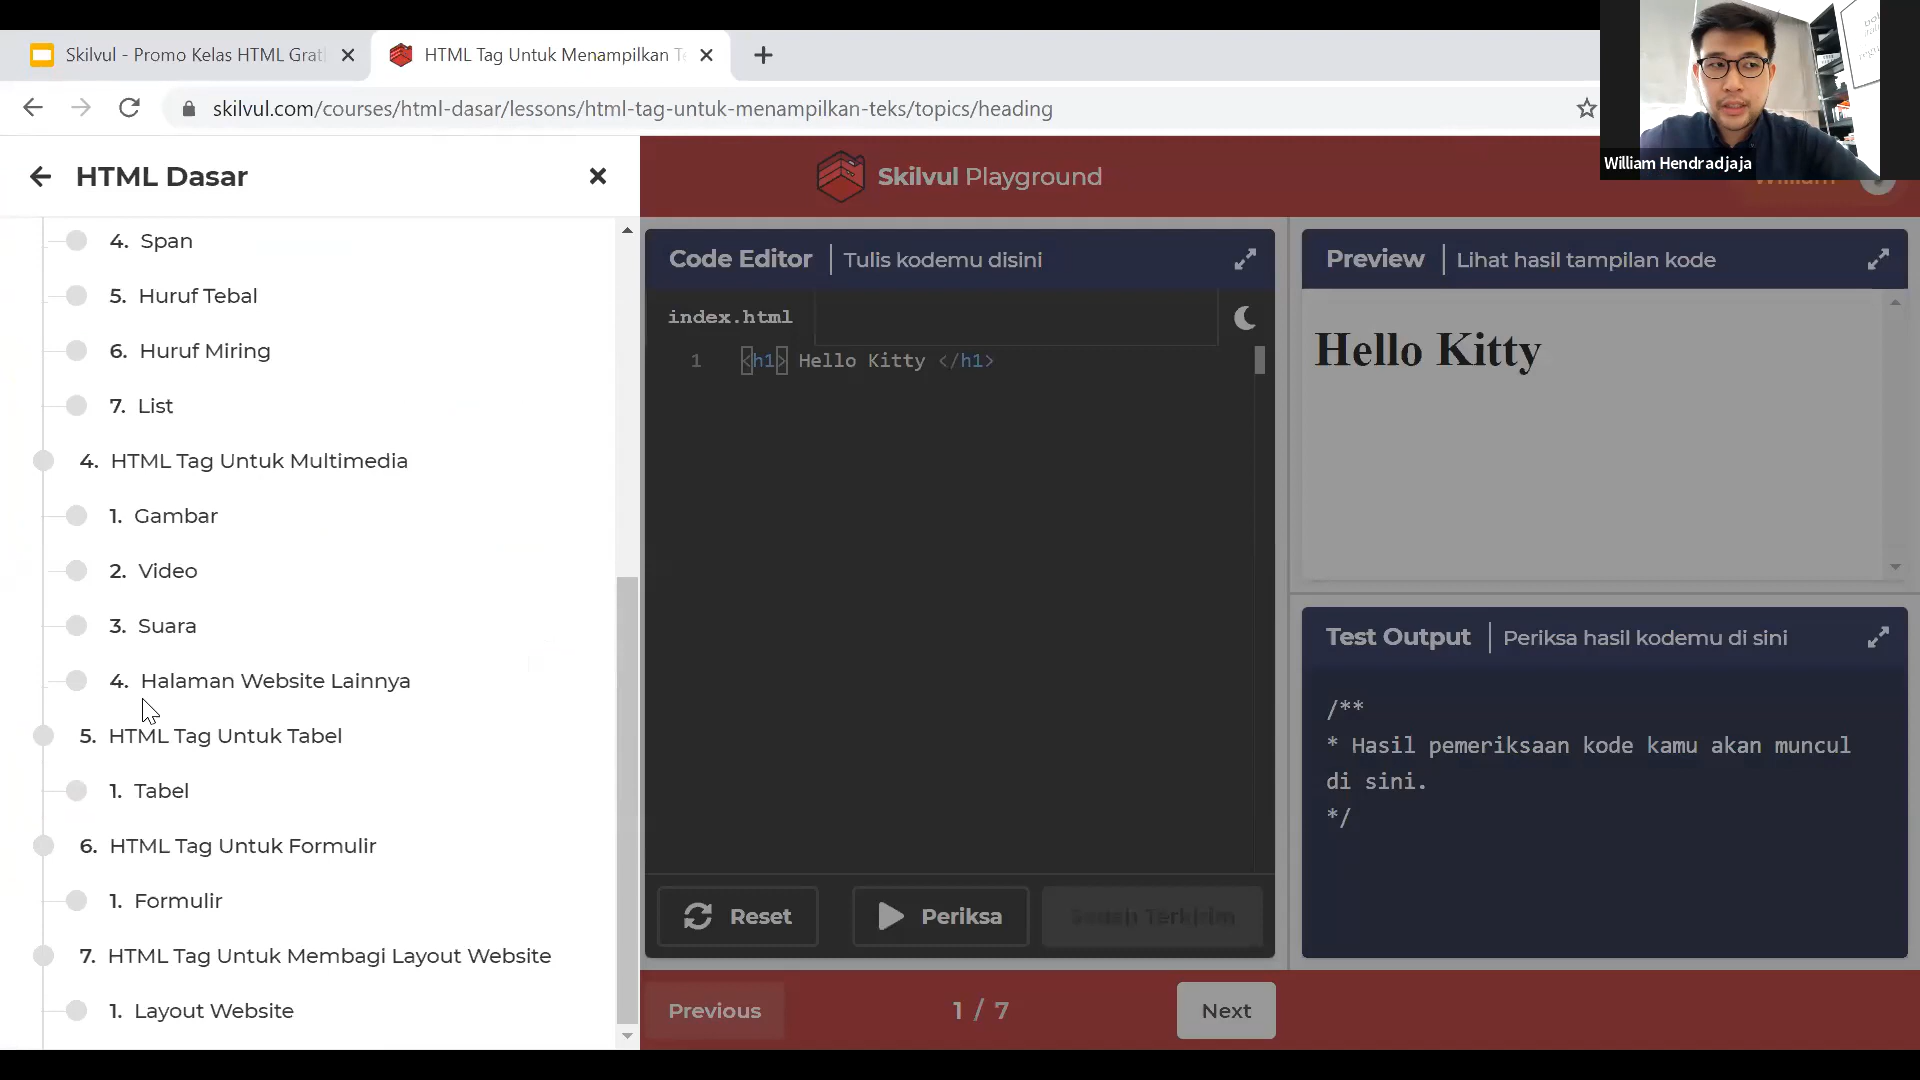 Skilvul - Promo Kelas HTML Grat
HTML Tag Untuk Menampilkan Te
skilvul.com/courses/html-dasar/lessons/html-tag-untuk-menampilkan-teks/topics/heading
William Hendradjaja
HTML Dasar
Skilvul Playground
William
4. Span
5. Huruf Tebal
6. Huruf Miring
7. List
4. HTML Tag Untuk Multimedia
1. Gambar
2. Video
3. Suara
4. Halaman Website Lainnya
5. HTML Tag Untuk Tabel
1. Tabel
6. HTML Tag Untuk Formulir
1. Formulir
7. HTML Tag Untuk Membagi Layout Website
1. Layout Website
Code Editor | Tulis kodemu disini
index.html
1 <h1> Hello Kitty </h1>
Reset
Periksa
Preview | Lihat hasil tampilan kode
Hello Kitty
Test Output | Periksa hasil kodemu di sini
/**
* Hasil pemeriksaan kode kamu akan muncul
di sini.
*/
Previous
1 / 7
Next